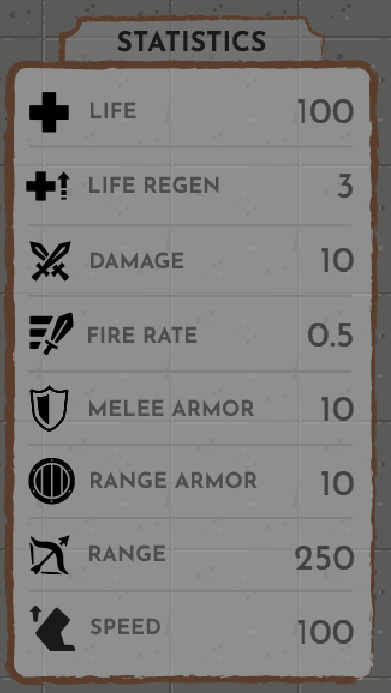 STATISTICS
LIFE 100
LIFE REGEN 3
DAMAGE 10
FIRE RATE 0.5
MELEE ARMOR 10
RANGE ARMOR 10
RANGE 250
SPEED 100